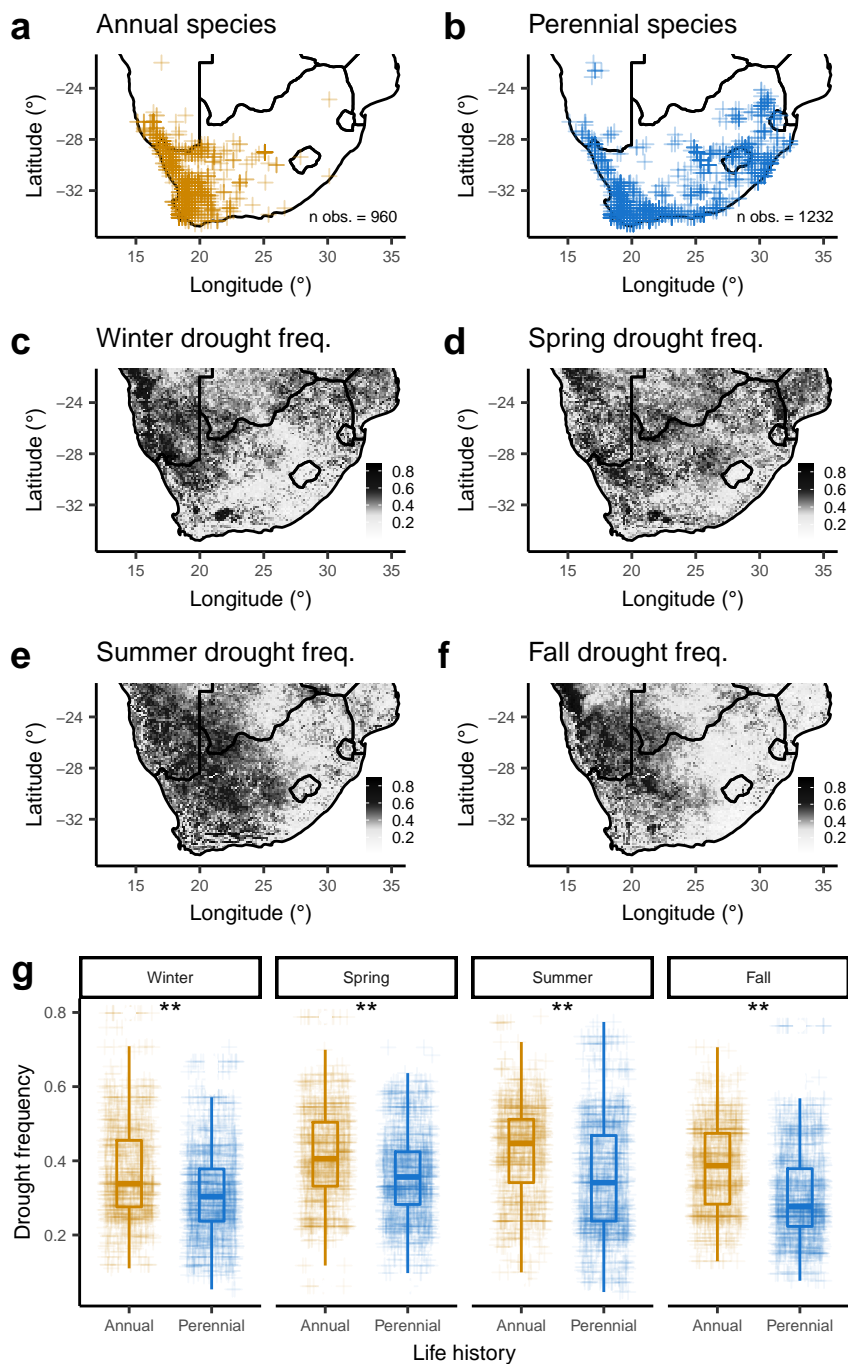 a Annual species
b Perennial species
−24
−28
−32
Latitude (°)
n obs. = 960
15 20 25 30 35
Longitude (°)
−24
−28
−32
Latitude (°)
n obs. = 1232
15 20 25 30 35
Longitude (°)
c Winter drought freq.
d Spring drought freq.
−24
−28
−32
Latitude (°)
0.8
0.6
0.4
0.2
15 20 25 30 35
Longitude (°)
−24
−28
−32
Latitude (°)
0.8
0.6
0.4
0.2
15 20 25 30 35
Longitude (°)
e Summer drought freq.
f Fall drought freq.
−24
−28
−32
Latitude (°)
0.8
0.6
0.4
0.2
15 20 25 30 35
Longitude (°)
−24
−28
−32
Latitude (°)
0.8
0.6
0.4
0.2
15 20 25 30 35
Longitude (°)
g
Winter Spring Summer Fall
** ** ** **
0.8
0.6
0.4
0.2
Drought frequency
Annual Perennial Annual Perennial Annual Perennial Annual Perennial
Life history